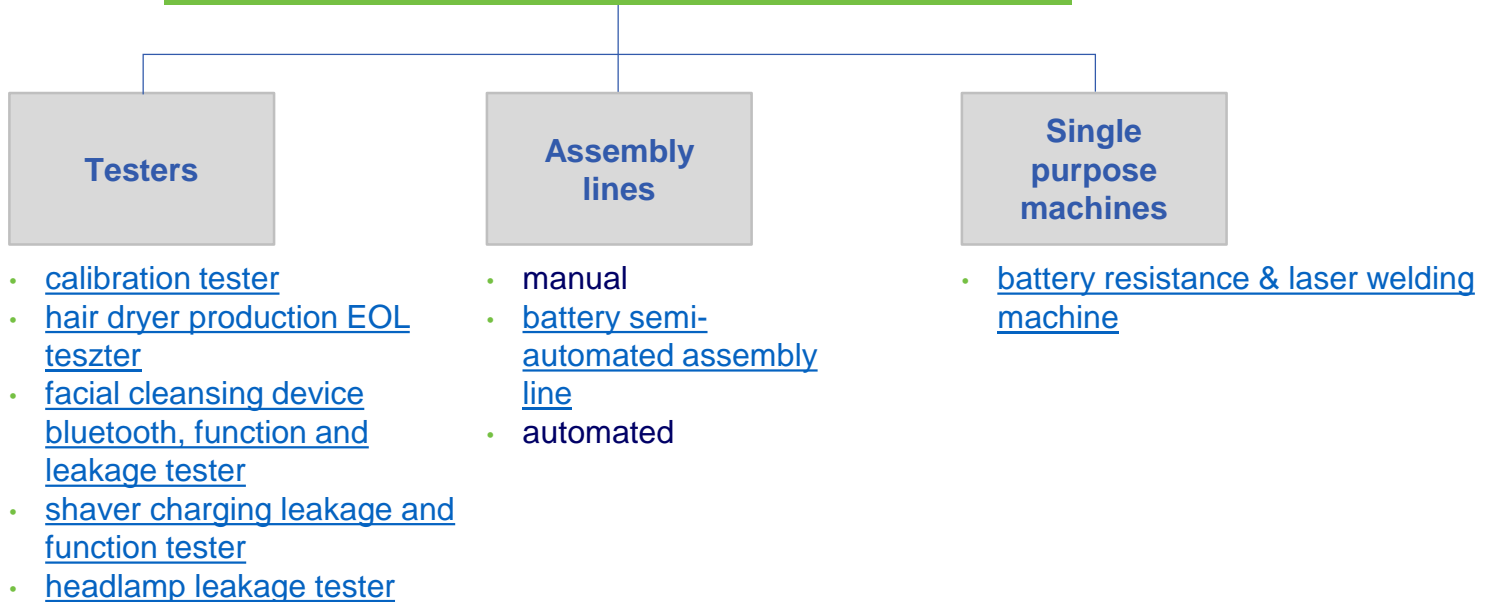 Testers
calibration tester
hair dryer production EOL
teszter
facial cleansing device
bluetooth, function and
leakage tester
shaver charging leakage and
function tester
headlamp leakage tester
Assembly
lines
manual
battery semi-
automated assembly
line
automated
Single
purpose
machines
battery resistance & laser welding
machine